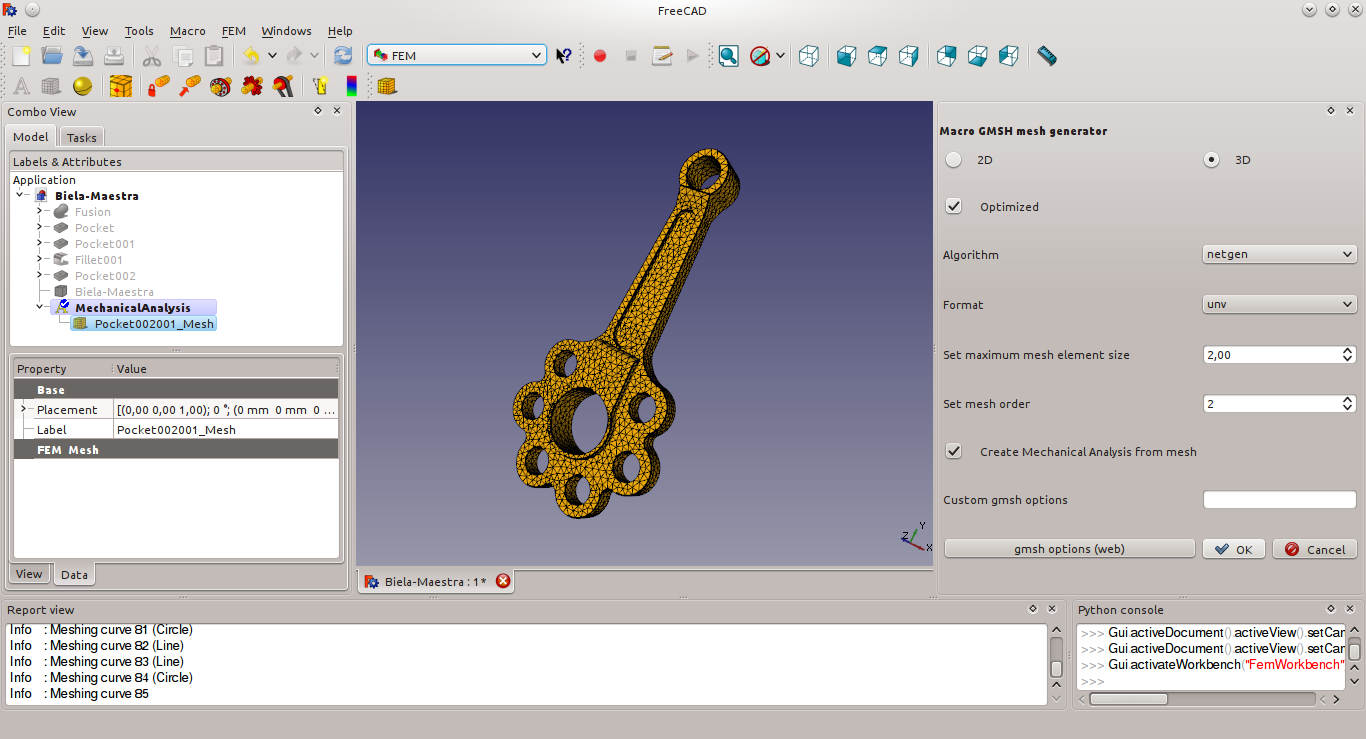 FreeCAD
File Edit View Tools Macro FEM Windows Help
FEM
Combo View
Model Tasks
Labels & Attributes
Application
Biela-Maestra
Fusion
Pocket
Pocket001
Fillet001
Pocket002
Biela-Maestra
MechanicalAnalysis
Pocket002001_Mesh
Property Value
Base
Placement [(0,00 0,00 1,00); 0 °; (0 mm 0 mm 0 ...
Label Pocket002001_Mesh
FEM Mesh
View Data
Z Y X
Biela-Maestra : 1*
Macro GMSH mesh generator
2D 3D
Optimized
Algorithm netgen
Format unv
Set maximum mesh element size 2,00
Set mesh order 2
Create Mechanical Analysis from mesh
Custom gmsh options
gmsh options (web) OK Cancel
Report view
Info : Meshing curve 81 (Circle)
Info : Meshing curve 82 (Line)
Info : Meshing curve 83 (Line)
Info : Meshing curve 84 (Circle)
Info : Meshing curve 85
Python console
>>> Gui.activeDocument().activeView().setCar
>>> Gui.activeDocument().activeView().setCar
>>> Gui.activateWorkbench("FemWorkbench"
>>>